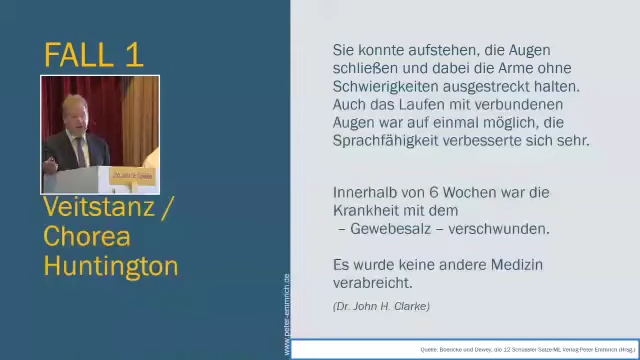 FALL 1
Veitstanz /
Chorea
Huntington
Sie konnte aufstehen, die Augen
schließen und dabei die Arme ohne
Schwierigkeiten ausgestreckt halten.
Auch das Laufen mit verbundenen
Augen war auf einmal möglich, die
Sprachfähigkeit verbesserte sich sehr.
Innerhalb von 6 Wochen war die
Krankheit mit dem
– Gewebesalz – verschwunden.
Es wurde keine andere Medizin
verabreicht.
(Dr. John H. Clarke)
www.peter-emmrich.de
Quelle: Boericke und Dewey, die 12 Schüssler Salze-ML Verlag-Peter Emmrich (Hrsg.)